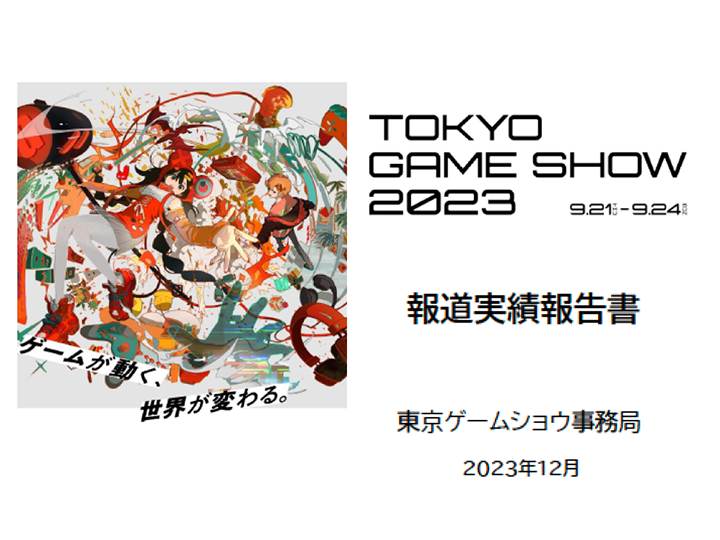 TOKYO
GAME SHOW
2023
9.21 THU – 9.24 SUN
報道実績報告書
ゲームが動く、
世界が変わる。
東京ゲームショウ事務局
2023年12月